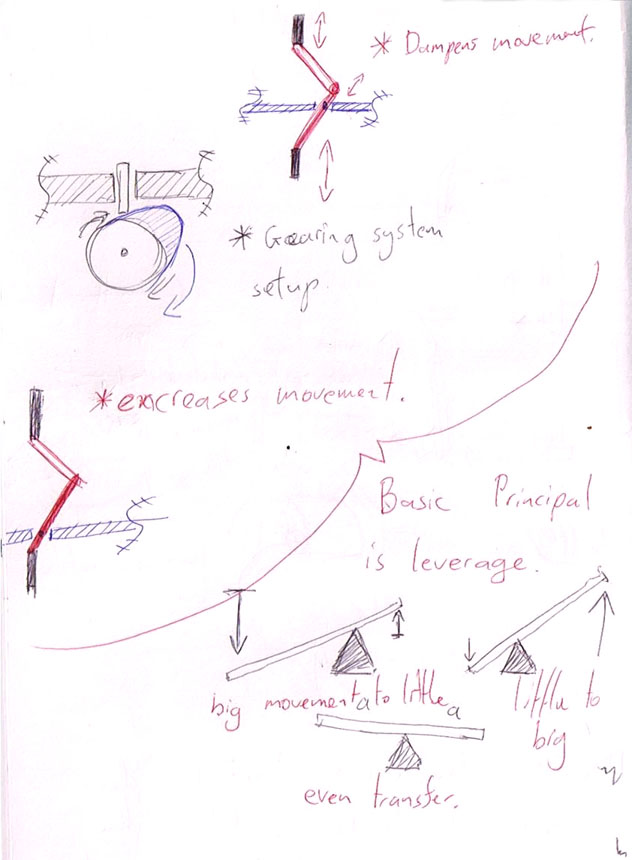 * Dampens movement.
* Gearing system
setup.
* encreases movement.
Basic Principal
is leverage.
big movement a to little a
little to
big
even transfer.